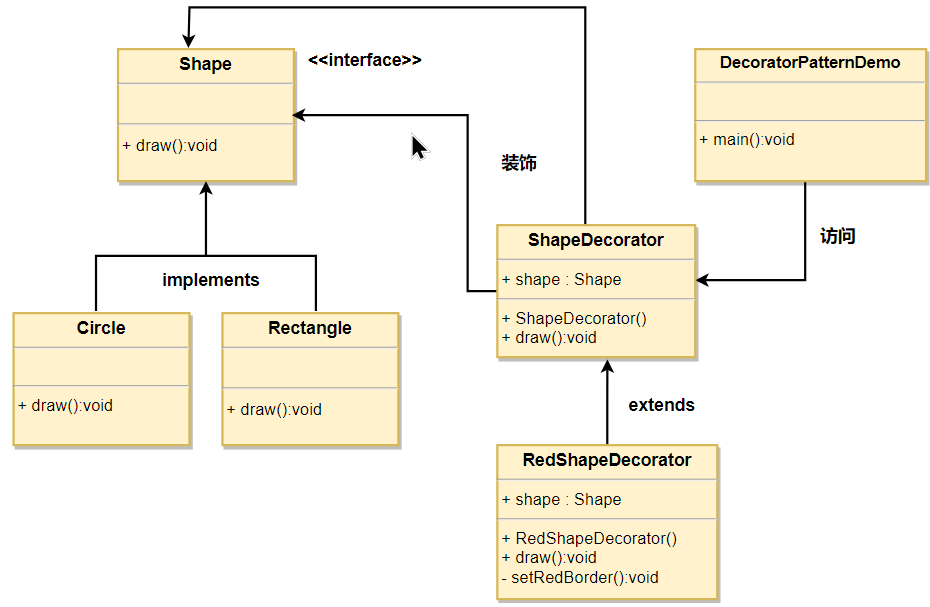 Shape
<<interface>>
+ draw():void
DecoratorPatternDemo
+ main():void
装饰
访问
implements
Circle
+ draw():void
Rectangle
+ draw():void
ShapeDecorator
+ shape : Shape
+ ShapeDecorator()
+ draw():void
extends
RedShapeDecorator
+ shape : Shape
+ RedShapeDecorator()
+ draw():void
- setRedBorder():void